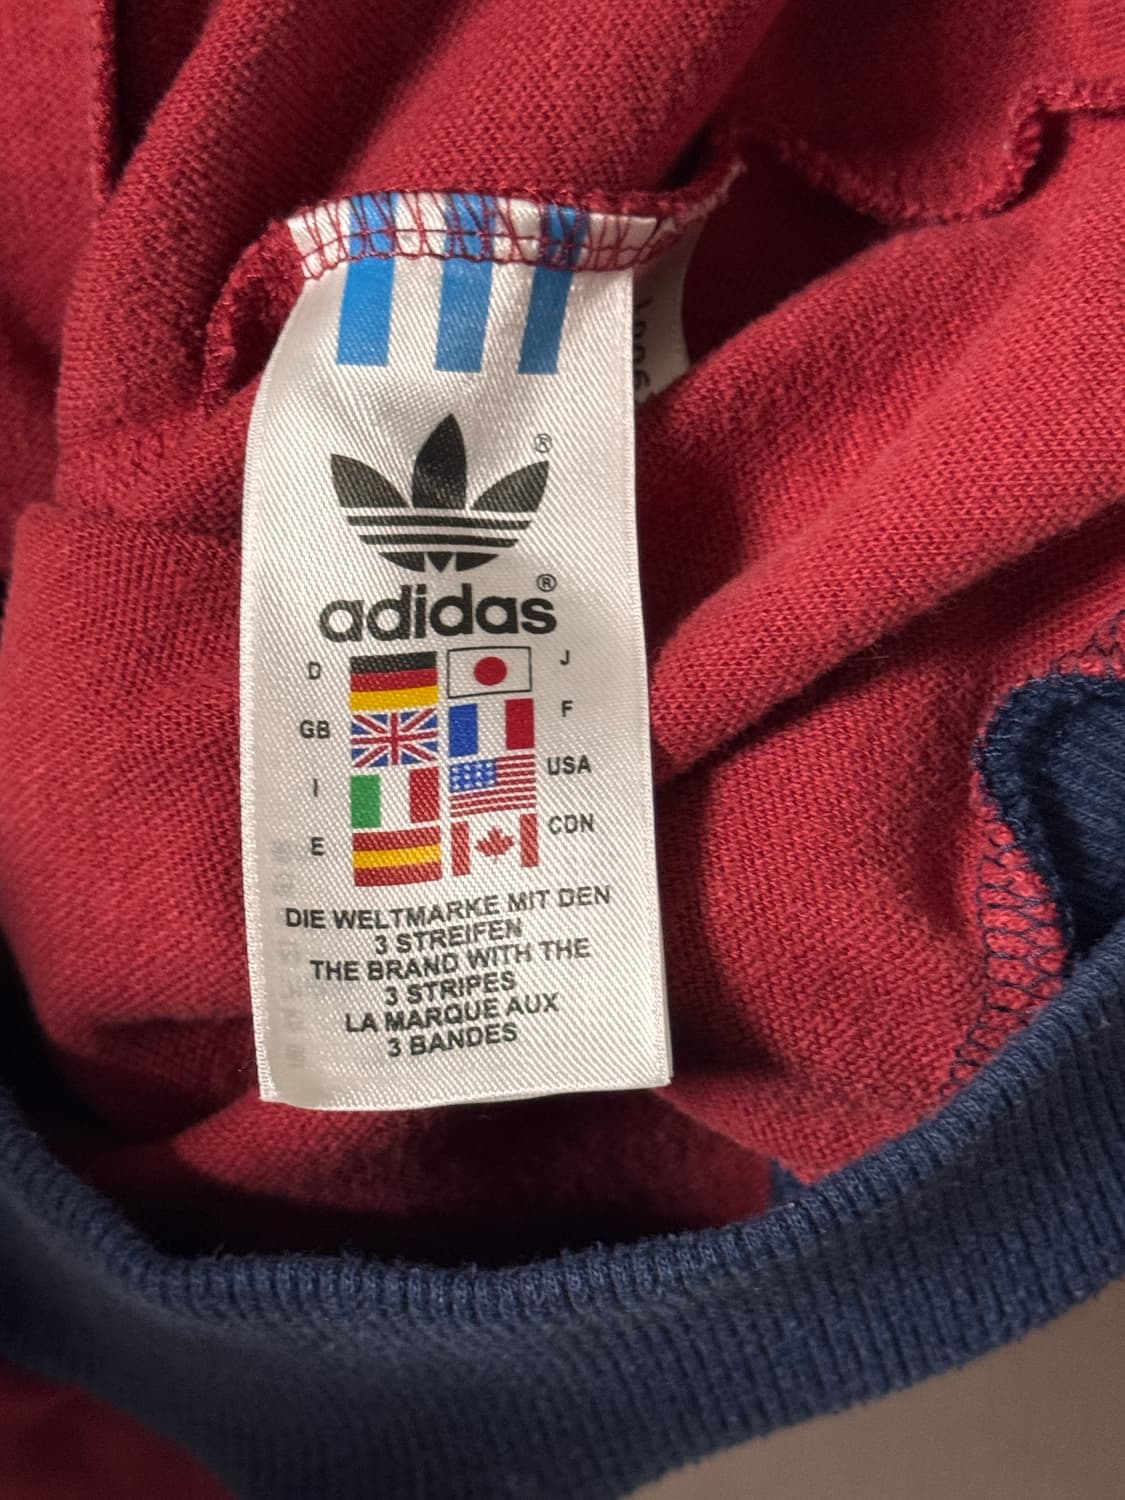 ®
adidas®
D J
GB F
I USA
E CDN
DIE WELTMARKE MIT DEN
3 STREIFEN
THE BRAND WITH THE
3 STRIPES
LA MARQUE AUX
3 BANDES